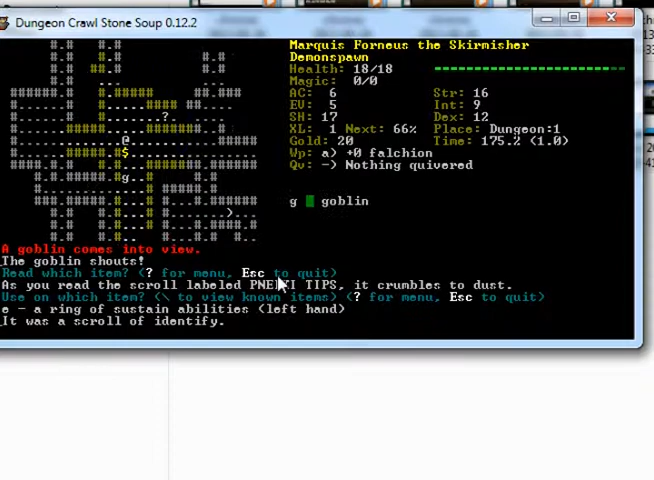 Dungeon Crawl Stone Soup 0.12.2
Marquis Forneus the Skirmisher
Demonspawn
Health: 18/18
Magic: 0/0
AC: 6 Str: 16
EV: 5 Int: 9
SH: 17 Dex: 12
XL: 1 Next: 66% Place: Dungeon:1
Gold: 20 Time: 175.2 (1.0)
Wp: a) +0 falchion
Qv: -) Nothing quivered
g goblin
A goblin comes into view.
The goblin shouts!
Read which item? (? for menu, Esc to quit)
As you read the scroll labeled TIPS, it crumbles to dust.
Use on which item? (\ to view known items) (? for menu, Esc to quit)
e - a ring of sustain abilities (left hand)
It was a scroll of identify.